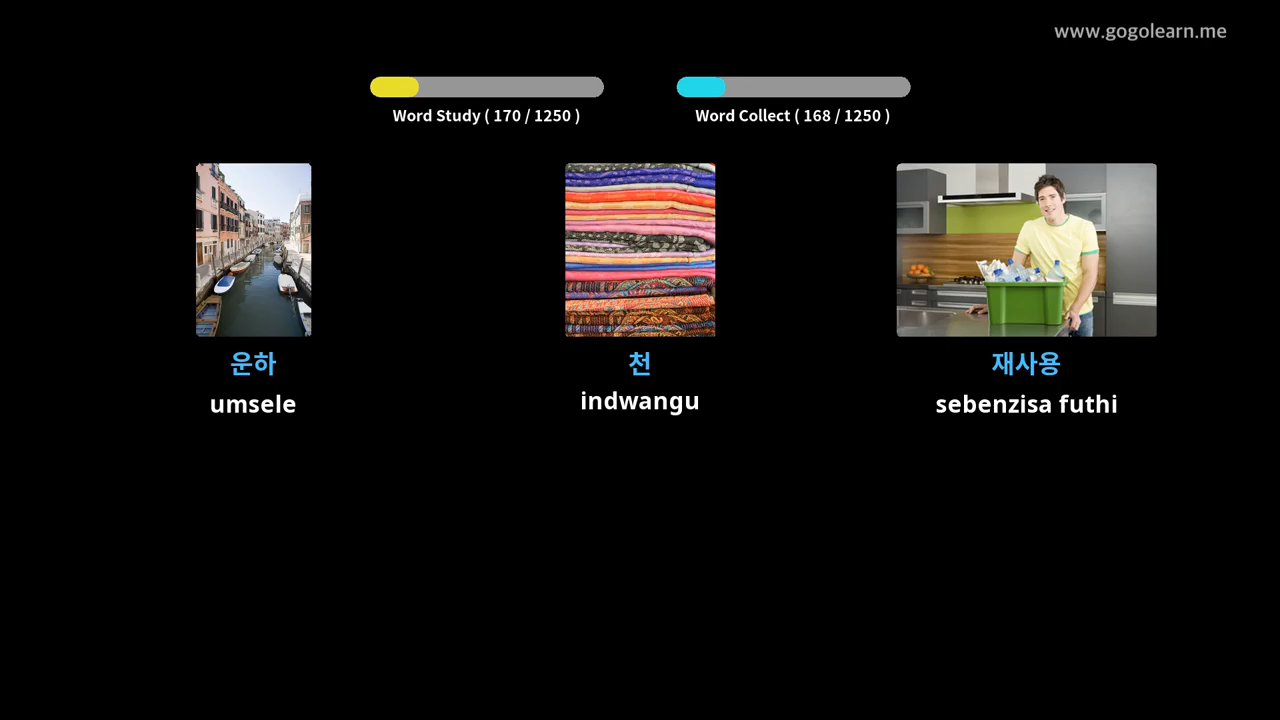 www.gogolearn.me
Word Study ( 170 / 1250 )
Word Collect ( 168 / 1250 )
운하
umsele
천
indwangu
재사용
sebenzisa futhi